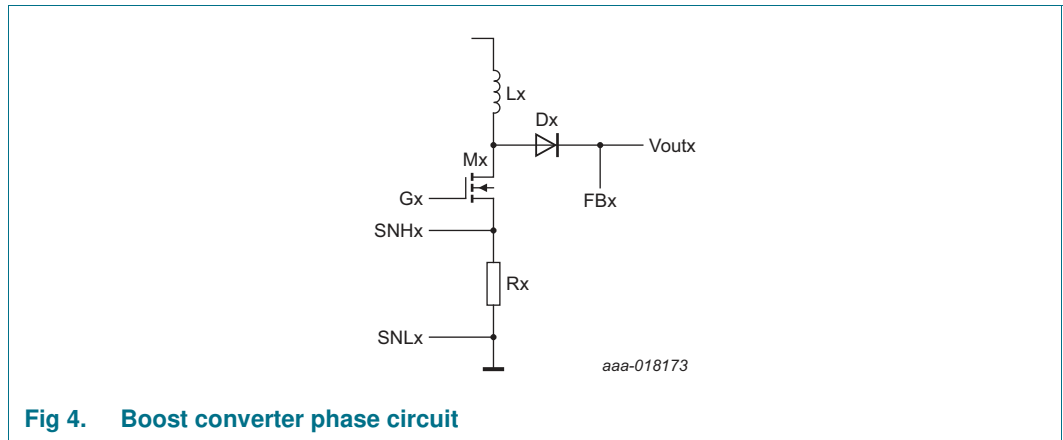 Lx
Dx
Voutx
Mx
FBx
Gx
SNHx
Rx
SNLx
aaa-018173
Fig 4. Boost converter phase circuit